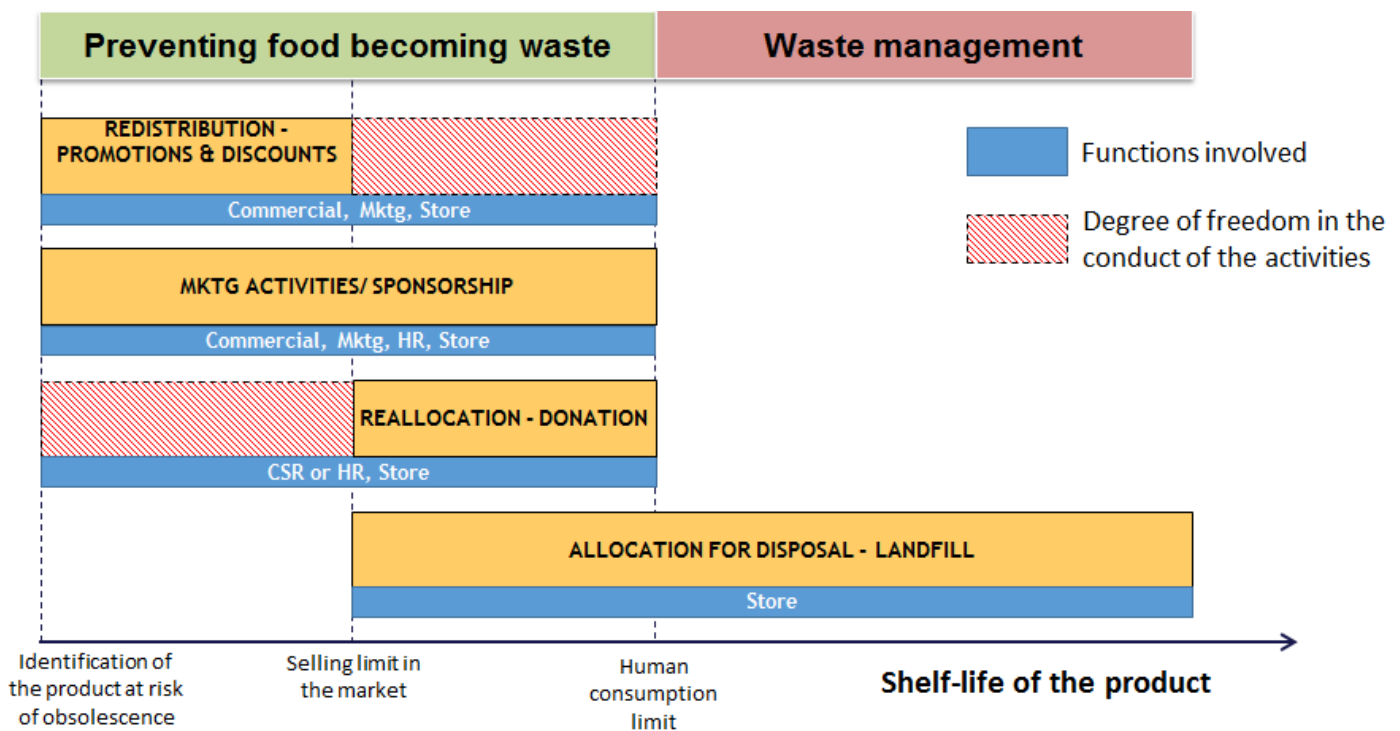 Preventing food becoming waste
Waste management
REDISTRIBUTION -
PROMOTIONS & DISCOUNTS
Commercial, Mktg, Store
Functions involved
Degree of freedom in the
conduct of the activities
MKTG ACTIVITIES/ SPONSORSHIP
Commercial, Mktg, HR, Store
REALLOCATION - DONATION
CSR or HR, Store
ALLOCATION FOR DISPOSAL - LANDFILL
Store
Identification of
the product at risk
of obsolescence
Selling limit in
the market
Human
consumption
limit
Shelf-life of the product